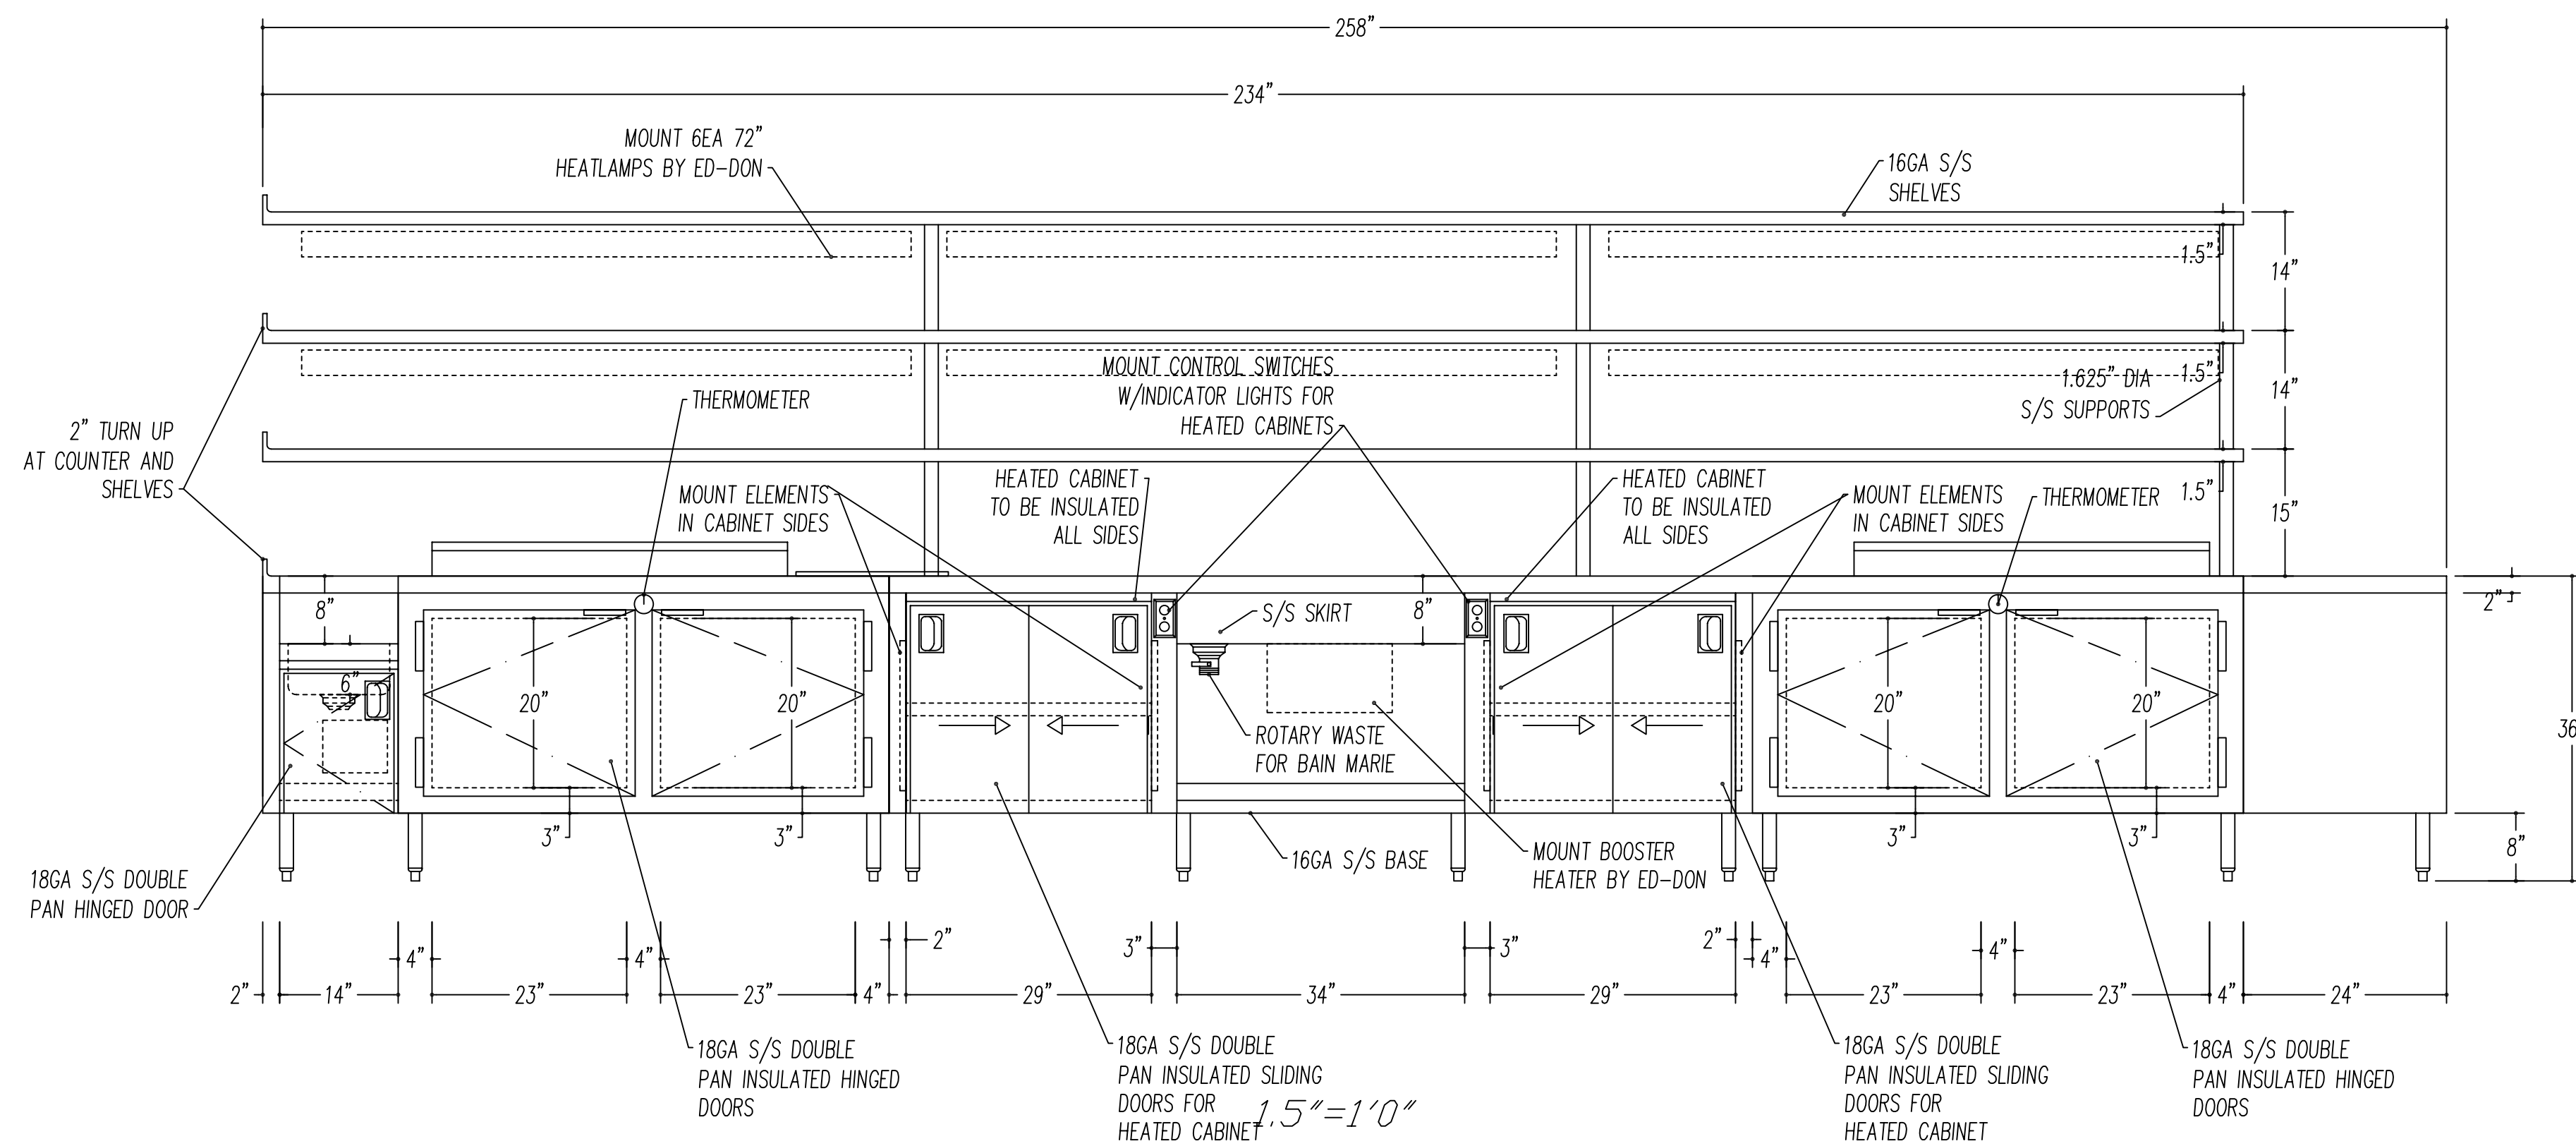 258"
234"
MOUNT 6EA 72"
HEATLAMPS BY ED-DON
16GA S/S
SHELVES
1.5"
14"
MOUNT CONTROL SWITCHES
W/INDICATOR LIGHTS FOR
HEATED CABINETS
1.625" DIA
S/S SUPPORTS
1.5"
14"
THERMOMETER
2" TURN UP
AT COUNTER AND
SHELVES
MOUNT ELEMENTS
IN CABINET SIDES
HEATED CABINET
TO BE INSULATED
ALL SIDES
HEATED CABINET
TO BE INSULATED
ALL SIDES
MOUNT ELEMENTS
IN CABINET SIDES
THERMOMETER
1.5"
15"
8"
S/S SKIRT
8"
2"
6"
20"
20"
20"
20"
ROTARY WASTE
FOR BAIN MARIE
36
3"
3"
3"
3"
8"
16GA S/S BASE
MOUNT BOOSTER
HEATER BY ED-DON
18GA S/S DOUBLE
PAN HINGED DOOR
4"
4"
2"
3"
3"
2"
4"
4"
2"
14"
23"
23"
4"
29"
34"
29"
23"
23"
4"
24"
18GA S/S DOUBLE
PAN INSULATED HINGED
DOORS
18GA S/S DOUBLE
PAN INSULATED SLIDING
DOORS FOR
HEATED CABINET
1.5"=1'0"
18GA S/S DOUBLE
PAN INSULATED SLIDING
DOORS FOR
HEATED CABINET
18GA S/S DOUBLE
PAN INSULATED HINGED
DOORS